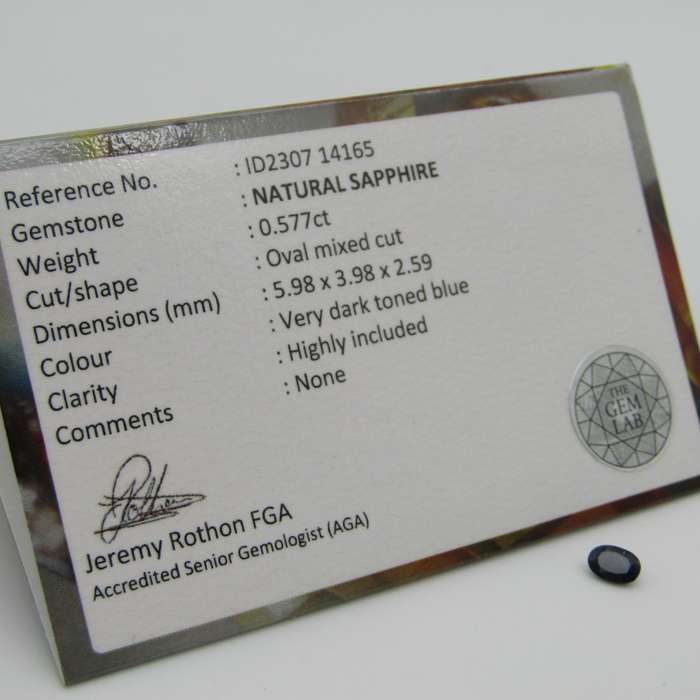 Reference No. : ID2307 14165
Gemstone : NATURAL SAPPHIRE
Weight : 0.577ct
Cut/shape : Oval mixed cut
Dimensions (mm) : 5.98 x 3.98 x 2.59
Colour : Very dark toned blue
Clarity : Highly included
Comments : None
THE
GEM
LAB
Jeremy Rothon FGA
Accredited Senior Gemologist (AGA)